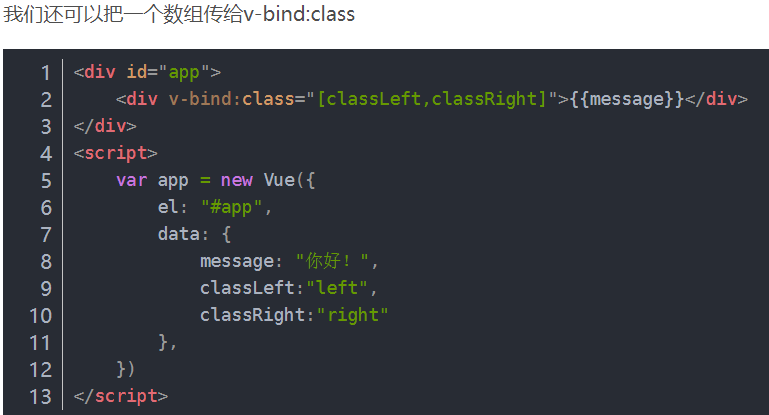 我们还可以把一个数组传给v-bind:class
1 <div id="app">
2     <div v-bind:class="[classLeft,classRight]">{{message}}</div>
3 </div>
4 <script>
5     var app = new Vue({
6         el: "#app",
7         data: {
8             message: "你好！",
9             classLeft:"left",
10             classRight:"right"
11         },
12     })
13 </script>